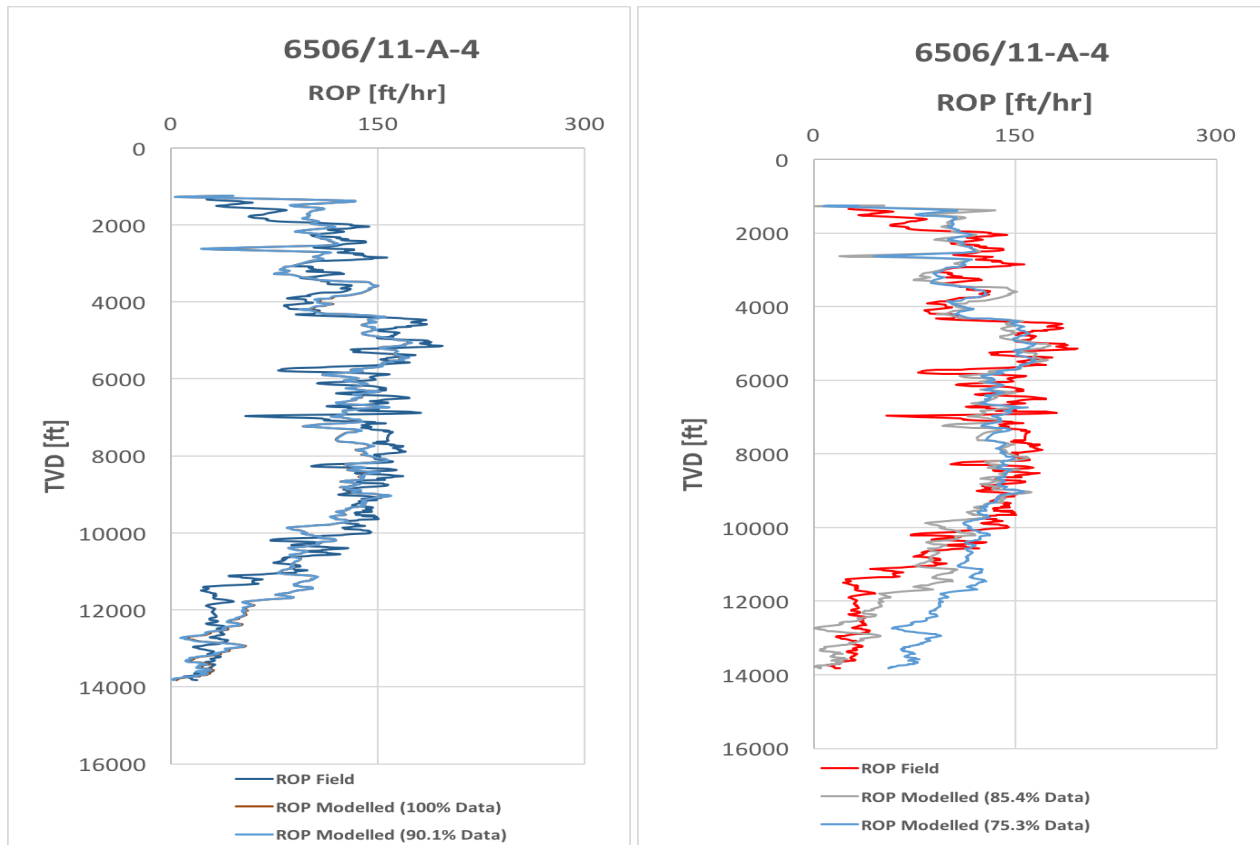 6506/11-A-4
ROP [ft/hr]
0 150 300
0
2000
4000
6000
8000
10000
12000
14000
16000
TVD [ft]
ROP Field
ROP Modelled (100% Data)
ROP Modelled (90.1% Data)
6506/11-A-4
ROP [ft/hr]
0 150 300
0
2000
4000
6000
8000
10000
12000
14000
16000
TVD [ft]
ROP Field
ROP Modelled (85.4% Data)
ROP Modelled (75.3% Data)